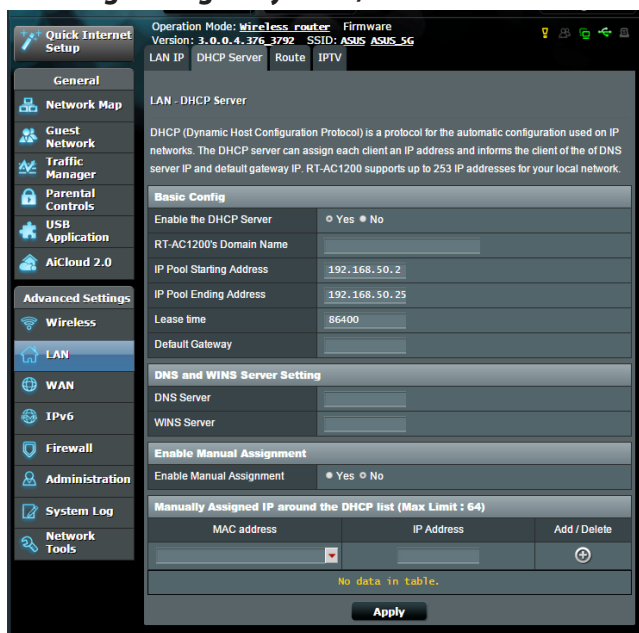 Quick Internet
Setup
General
Network Map
Guest
Network
Traffic
Manager
Parental
Controls
USB
Application
AiCloud 2.0
Advanced Settings
Wireless
LAN
WAN
IPv6
Firewall
Administration
System Log
Network
Tools
Operation Mode: Wireless router Firmware
Version: 3.0.0.4.376_3792 SSID: ASUS ASUS_5G
LAN IP DHCP Server Route IPTV
LAN - DHCP Server
DHCP (Dynamic Host Configuration Protocol) is a protocol for the automatic configuration used on IP
networks. The DHCP server can assign each client an IP address and informs the client of the of DNS
server IP and default gateway IP. RT-AC1200 supports up to 253 IP addresses for your local network.
Basic Config
Enable the DHCP Server Yes No
RT-AC1200's Domain Name
IP Pool Starting Address 192.168.50.2
IP Pool Ending Address 192.168.50.25
Lease time 86400
Default Gateway
DNS and WINS Server Setting
DNS Server
WINS Server
Enable Manual Assignment
Enable Manual Assignment Yes No
Manually Assigned IP around the DHCP list (Max Limit : 64)
MAC address IP Address Add / Delete
No data in table.
Apply